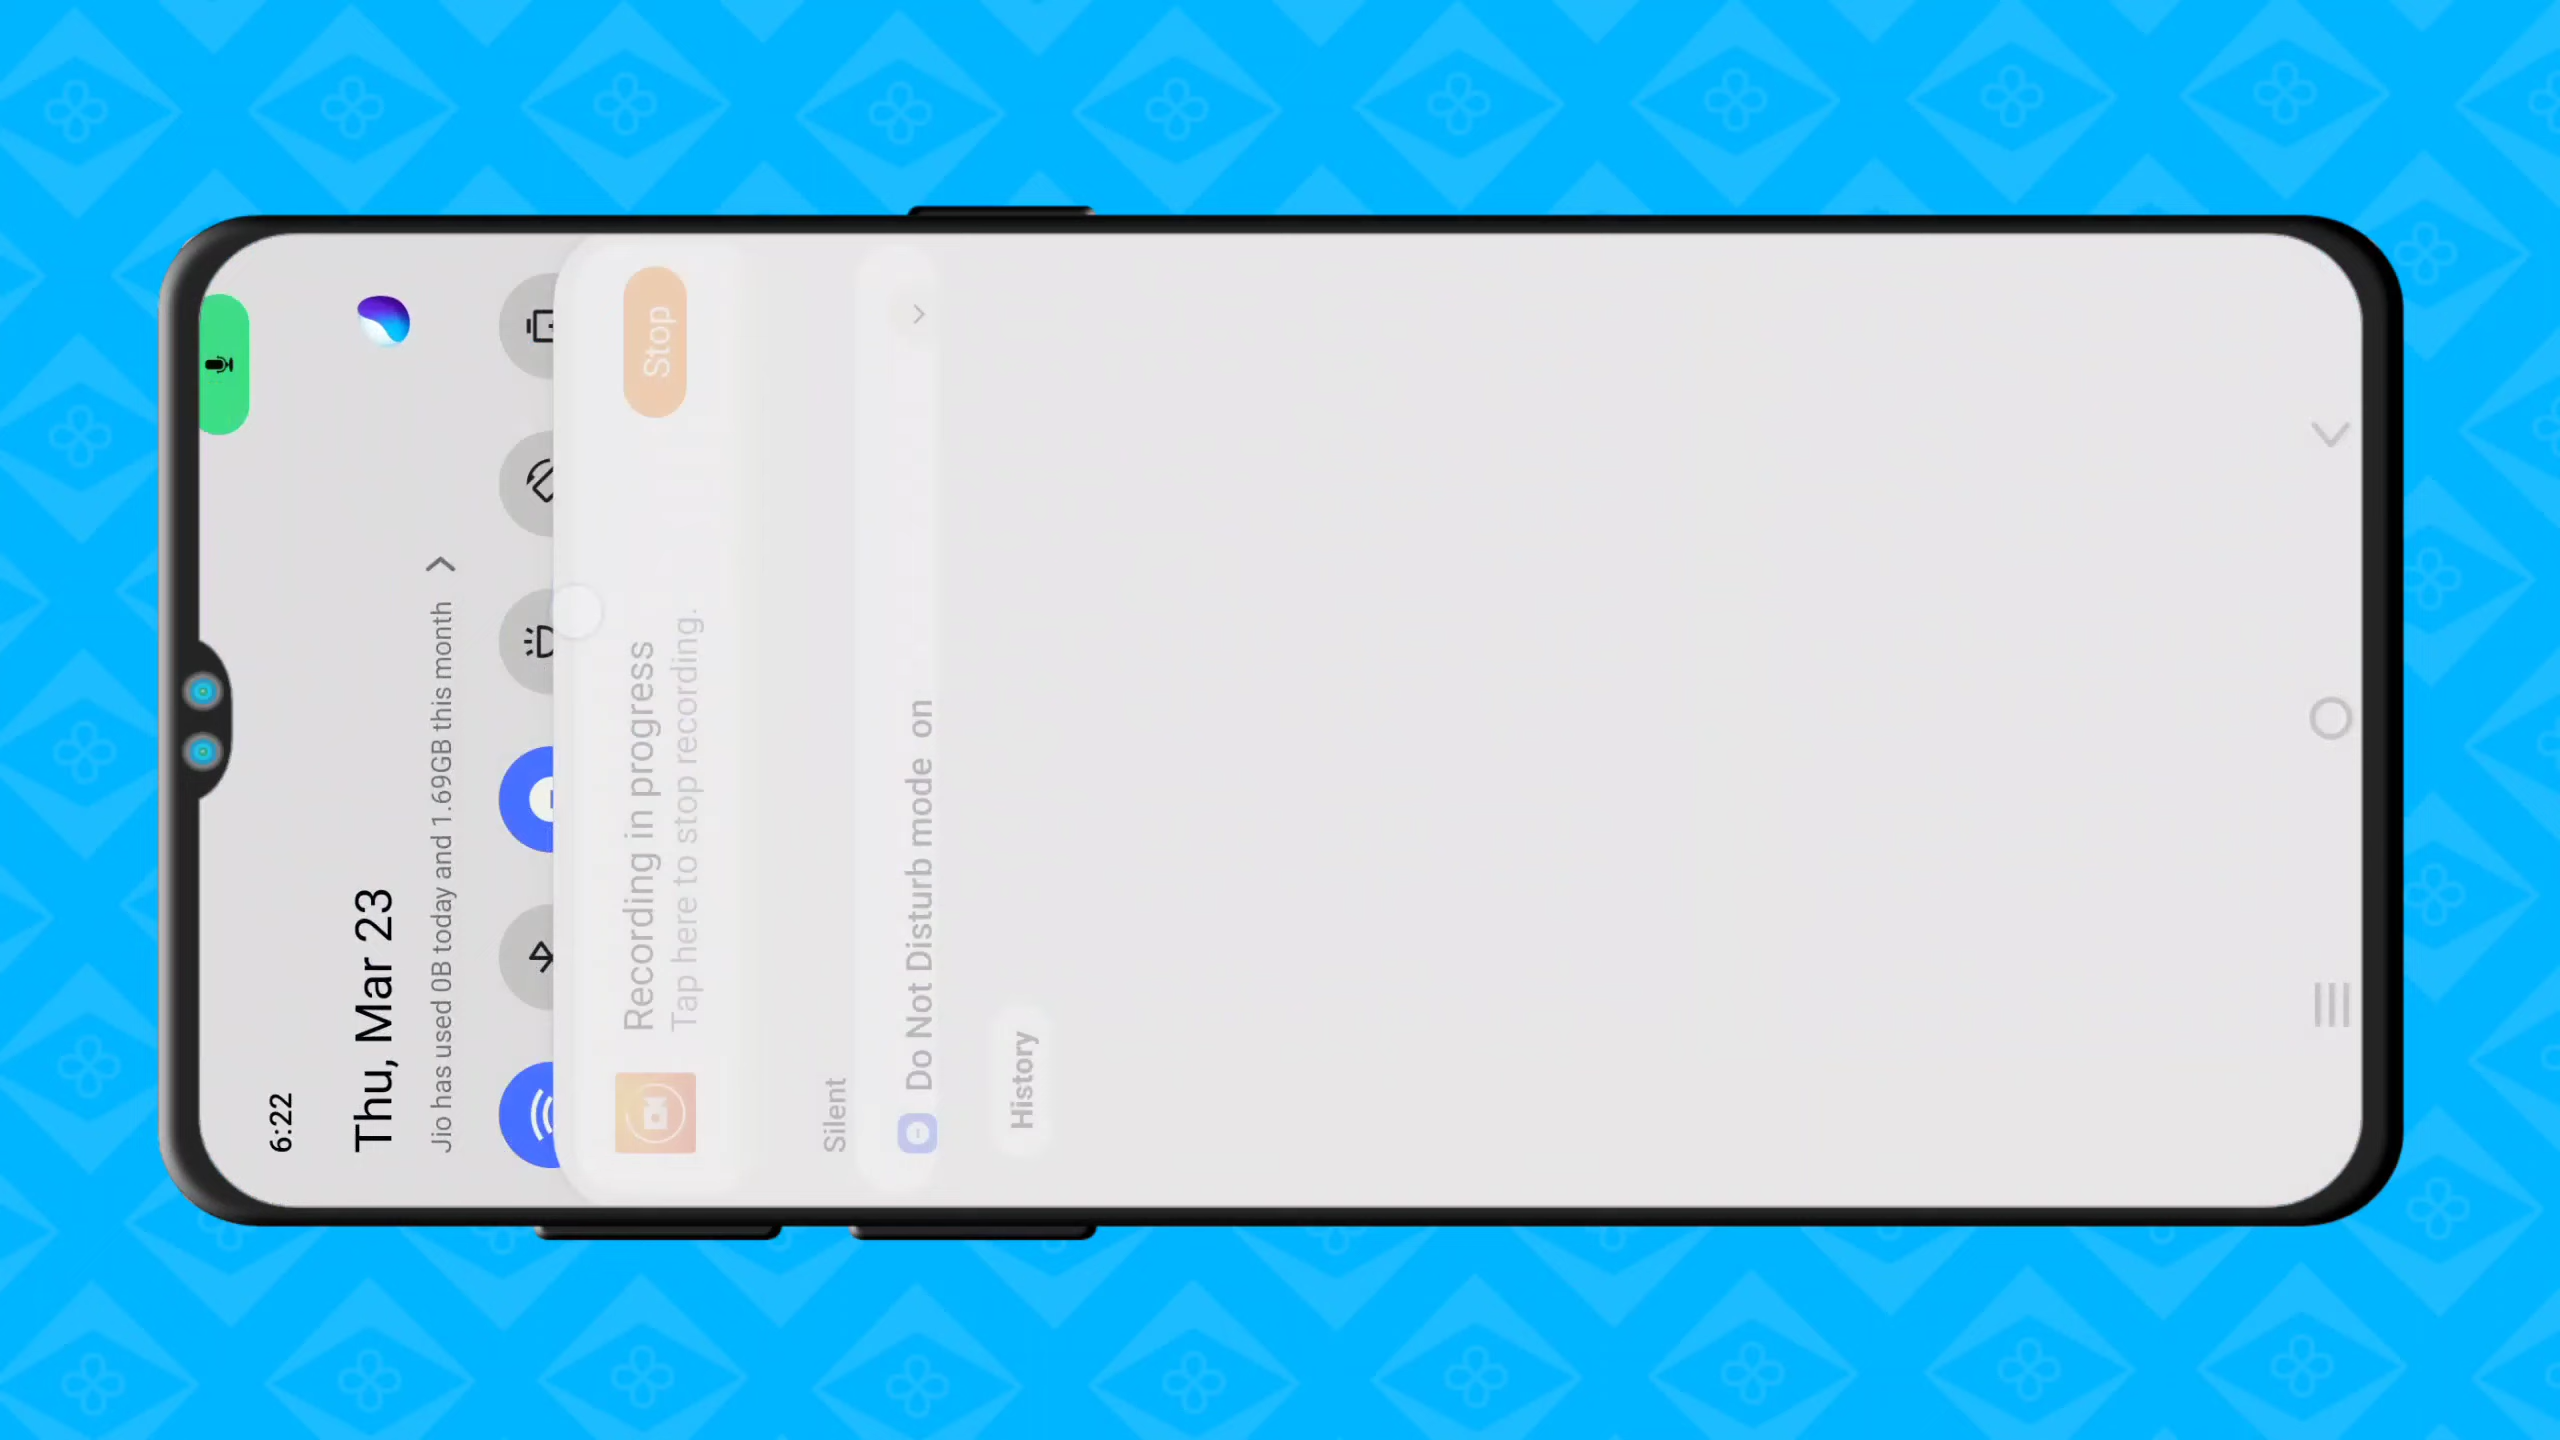 6:22
Thu, Mar 23
Jio has used 0B today and 1.69GB this month
Recording in progress
Tap here to stop recording.
Stop
Silent
Do Not Disturb mode on
History